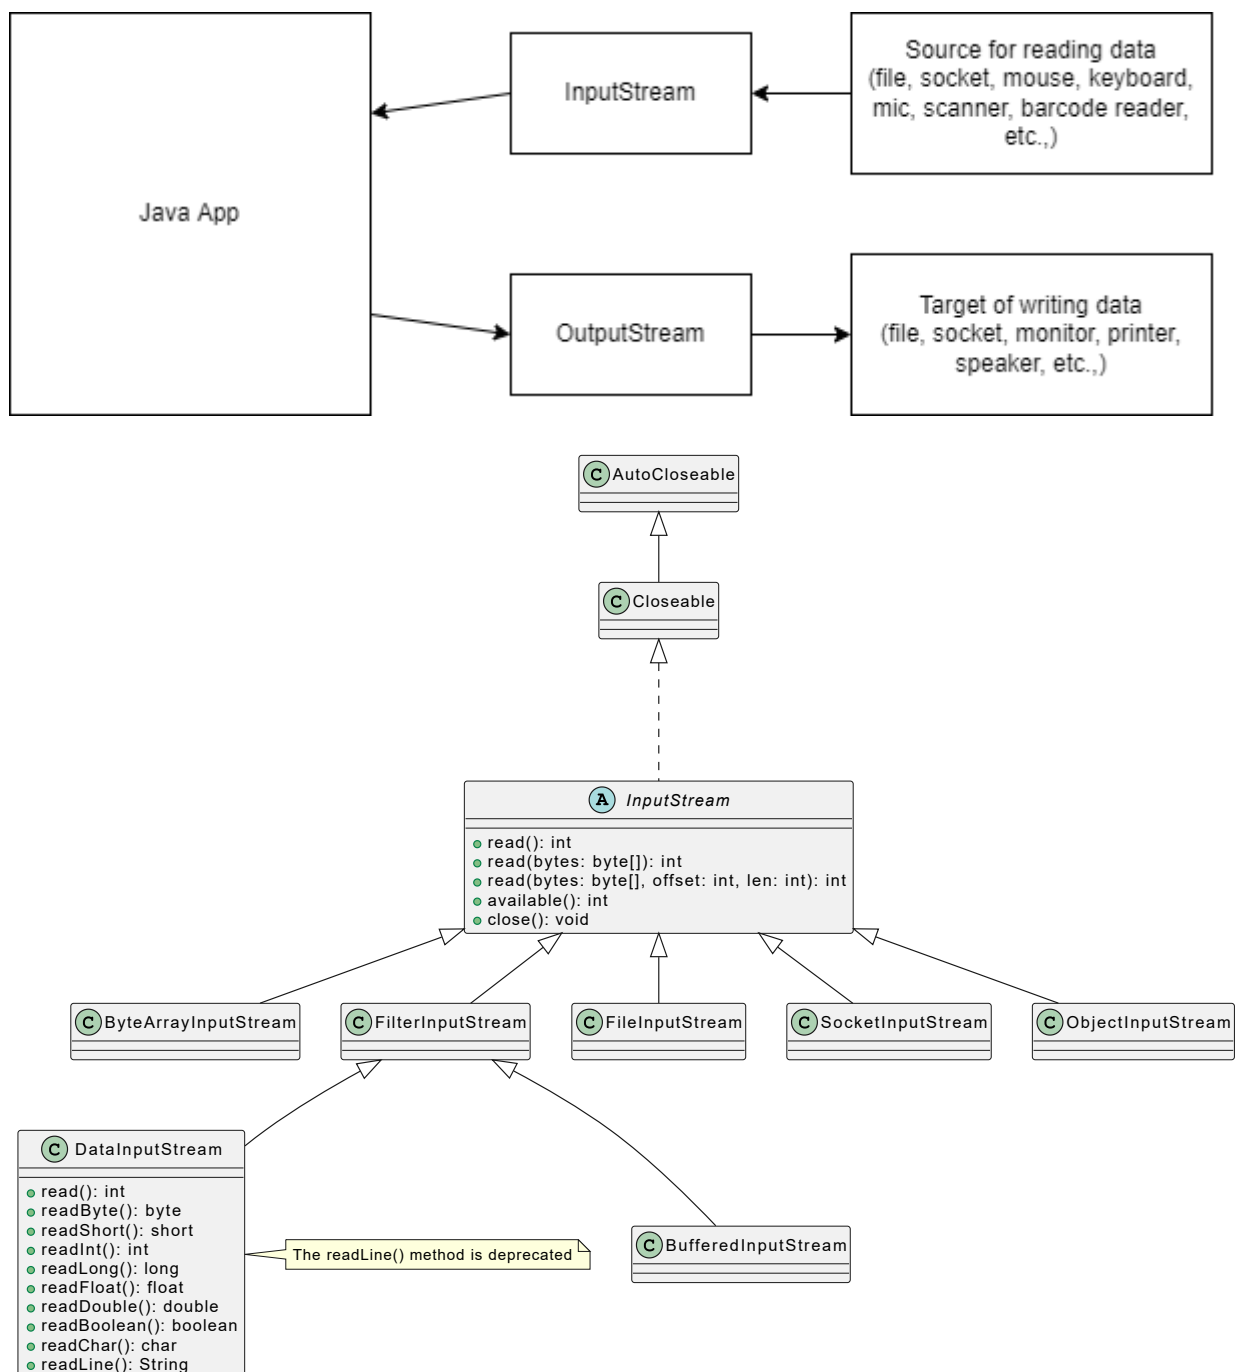 Java App
InputStream
Source for reading data
(file, socket, mouse, keyboard,
mic, scanner, barcode reader,
etc.,)
OutputStream
Target of writing data
(file, socket, monitor, printer,
speaker, etc.,)
C AutoCloseable
C Closeable
A InputStream
read(): int
read(bytes: byte[]): int
read(bytes: byte[], offset: int, len: int): int
available(): int
close(): void
C ByteArrayInputStream
C FilterInputStream
C FileInputStream
C SocketInputStream
C ObjectInputStream
C DataInputStream
read(): int
readByte(): byte
readShort(): short
readInt(): int
readLong(): long
readFloat(): float
readDouble(): double
readBoolean(): boolean
readChar(): char
readLine(): String
The readLine() method is deprecated
C BufferedInputStream